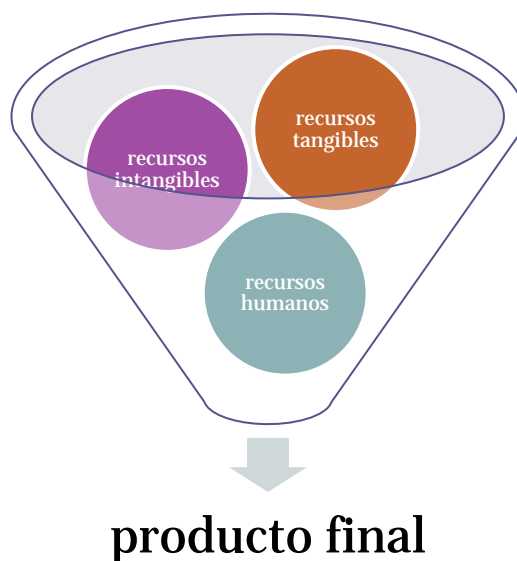 recursos
tangibles
recursos
intangibles
recursos
humanos
producto final